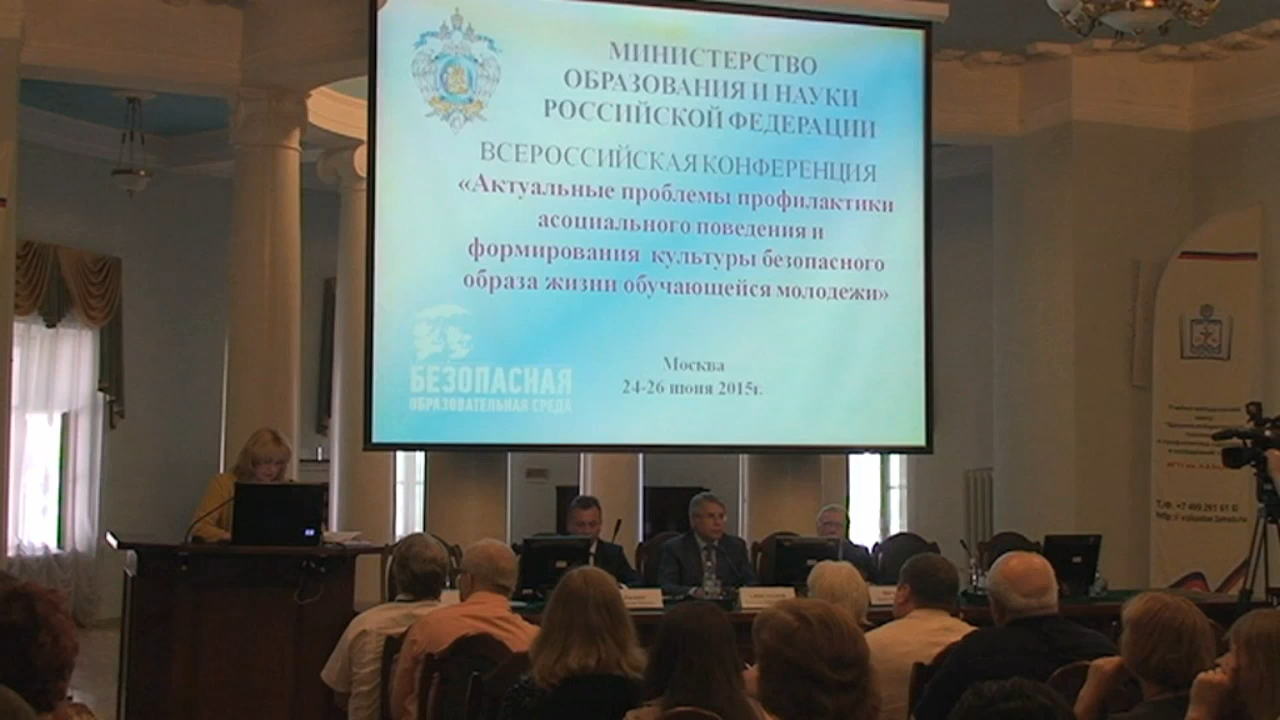 МИНИСТЕРСТВО
ОБРАЗОВАНИЯ И НАУКИ
РОССИЙСКОЙ ФЕДЕРАЦИИ
ВСЕРОССИЙСКАЯ КОНФЕРЕНЦИЯ
«Актуальные проблемы профилактики
асоциального поведения и
формирования культуры безопасного
образа жизни обучающейся молодежи»
Москва
24-26 июня 2015г.
БЕЗОПАСНАЯ
ОБРАЗОВАТЕЛЬНАЯ СРЕДА